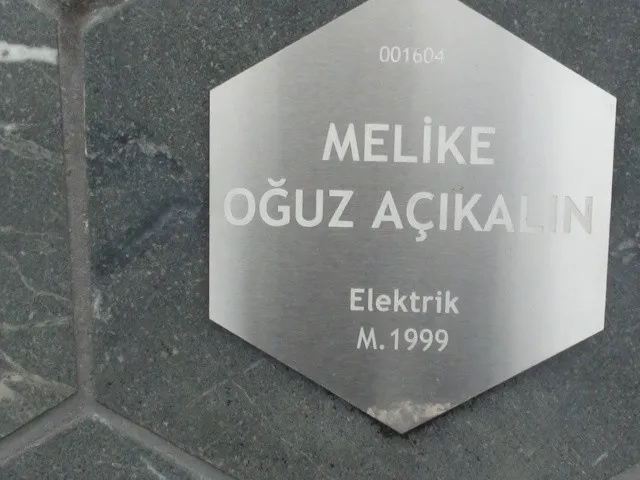 001604
MELİKE
OĞUZ AÇIKALIN
Elektrik
M.1999